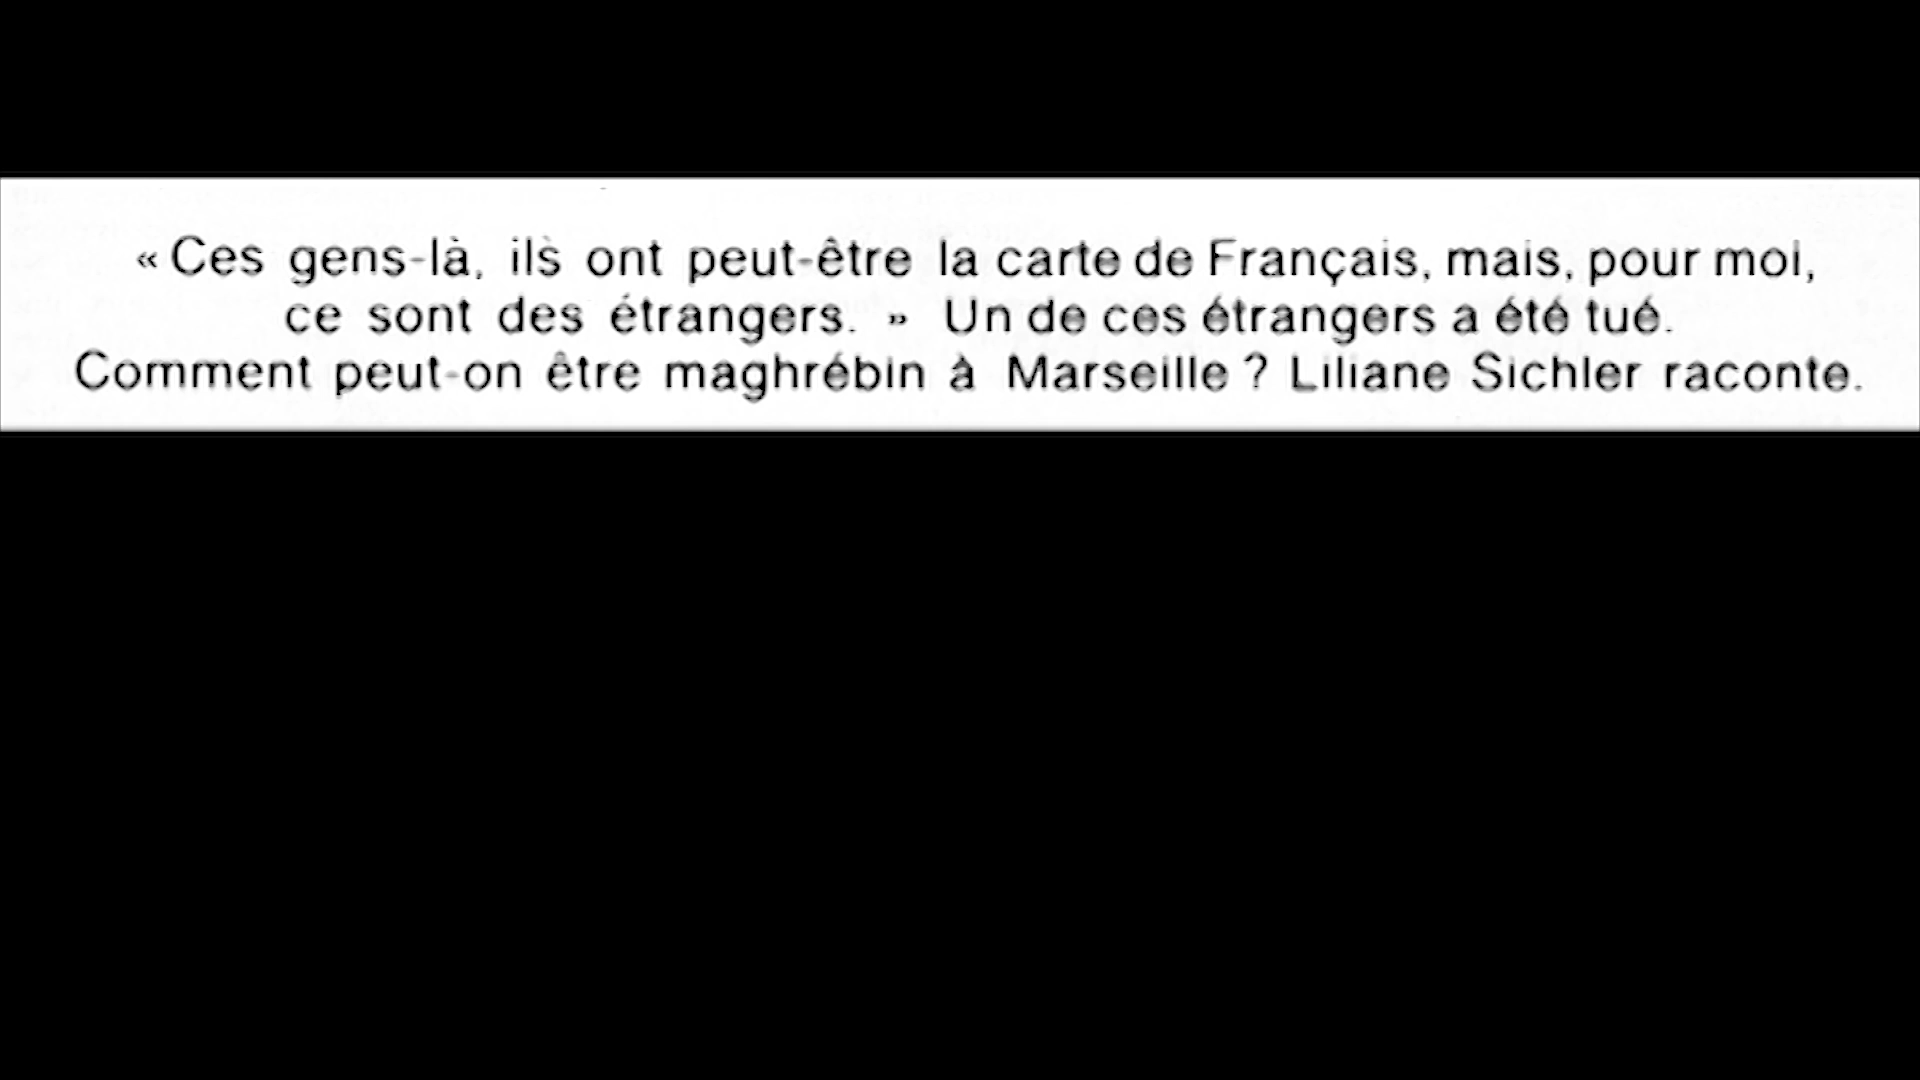 « Ces gens-là, ils ont peut-être la carte de Français, mais, pour moi,
ce sont des étrangers. » Un de ces étrangers a été tué.
Comment peut-on être maghrébin à Marseille ? Liliane Sichler raconte.